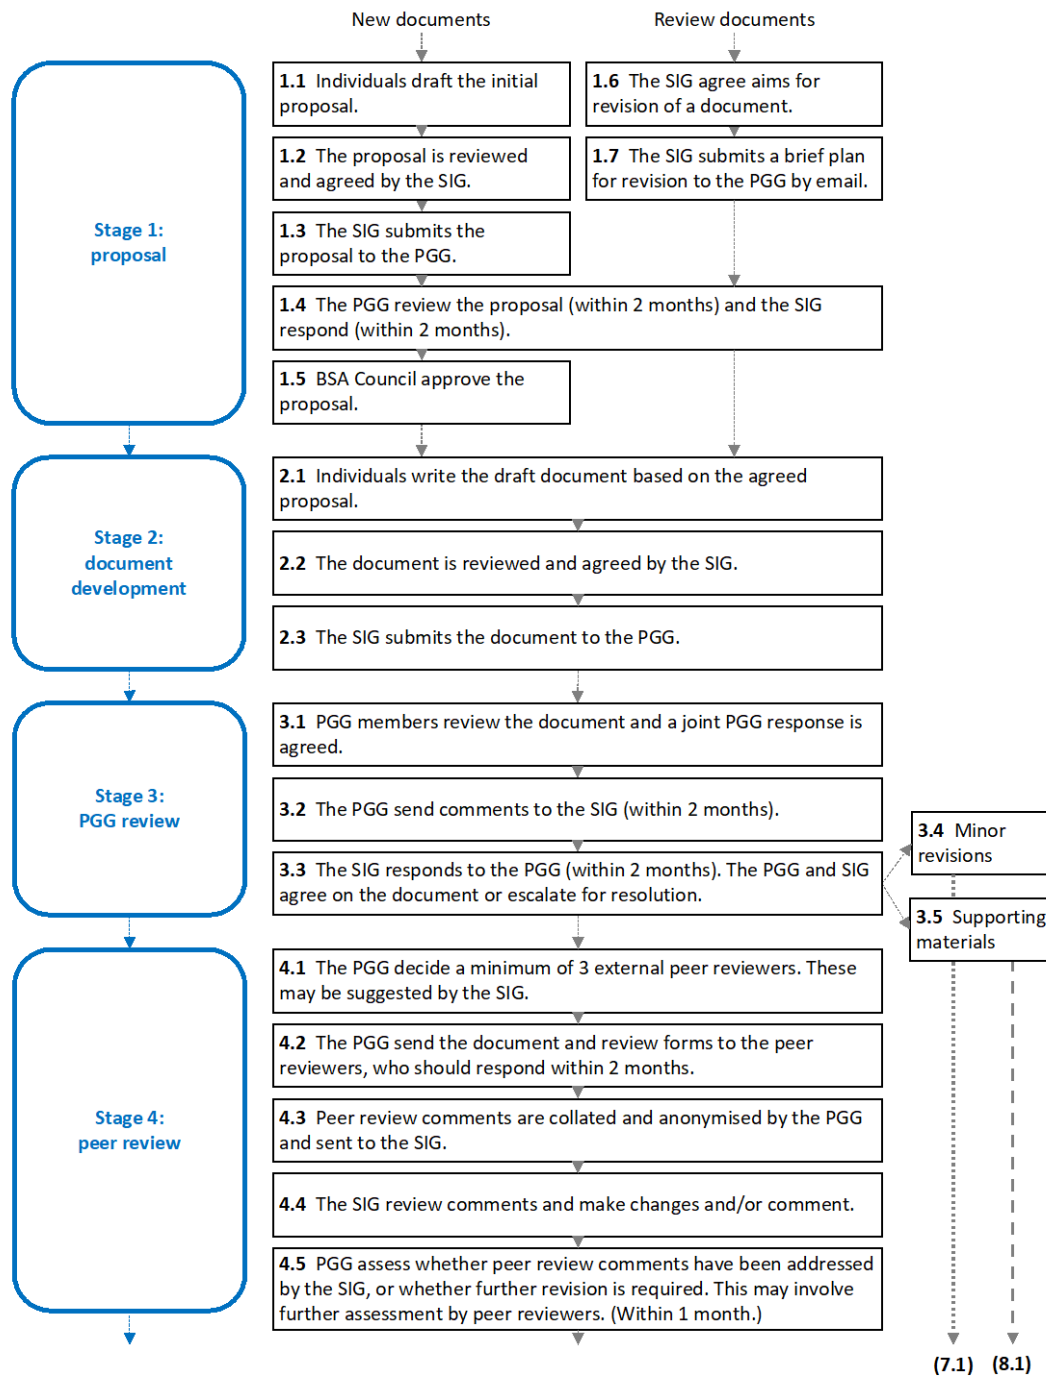 New documents
Review documents
Stage 1:
proposal
1.1 Individuals draft the initial
proposal.
1.2 The proposal is reviewed
and agreed by the SIG.
1.3 The SIG submits the
proposal to the PGG.
1.6 The SIG agree aims for
revision of a document.
1.7 The SIG submits a brief plan
for revision to the PGG by email.
1.4 The PGG review the proposal (within 2 months) and the SIG
respond (within 2 months).
1.5 BSA Council approve the
proposal.
Stage 2:
document
development
2.1 Individuals write the draft document based on the agreed
proposal.
2.2 The document is reviewed and agreed by the SIG.
2.3 The SIG submits the document to the PGG.
Stage 3:
PGG review
3.1 PGG members review the document and a joint PGG response is
agreed.
3.2 The PGG send comments to the SIG (within 2 months).
3.3 The SIG responds to the PGG (within 2 months). The PGG and SIG
agree on the document or escalate for resolution.
3.4 Minor
revisions
3.5 Supporting
materials
Stage 4:
peer review
4.1 The PGG decide a minimum of 3 external peer reviewers. These
may be suggested by the SIG.
4.2 The PGG send the document and review forms to the peer
reviewers, who should respond within 2 months.
4.3 Peer review comments are collated and anonymised by the PGG
and sent to the SIG.
4.4 The SIG review comments and make changes and/or comment.
4.5 PGG assess whether peer review comments have been addressed
by the SIG, or whether further revision is required. This may involve
further assessment by peer reviewers. (Within 1 month.)
(7.1)
(8.1)